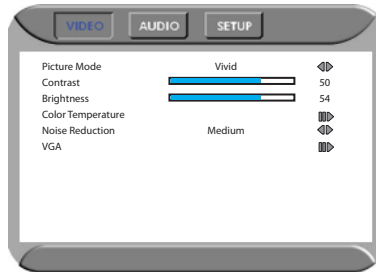 VIDEO AUDIO SETUP
Picture Mode Vivid
Contrast 50
Brightness 54
Color Temperature
Noise Reduction Medium
VGA